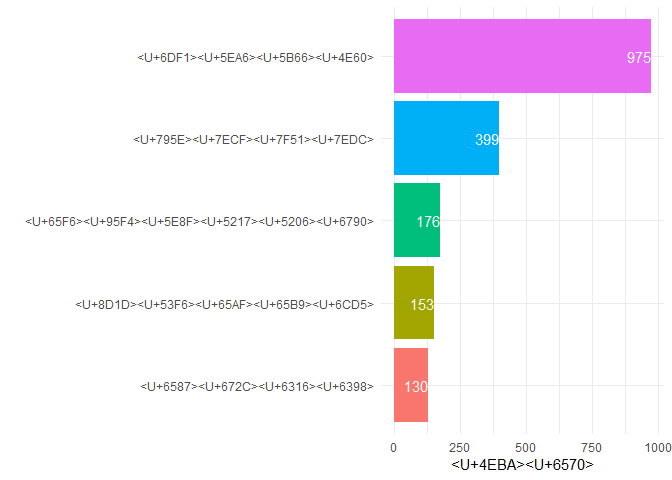 <U+6DF1><U+5EA6><U+5B66><U+4E60>
975
<U+795E><U+7ECF><U+7F51><U+7EDC>
399
<U+65F6><U+95F4><U+5E8F><U+5217><U+5206><U+6790>
176
<U+8D1D><U+53F6><U+65AF><U+65B9><U+6CD5>
153
<U+6587><U+672C><U+6316><U+6398>
130
0 250 500 750 1000
<U+4EBA><U+6570>